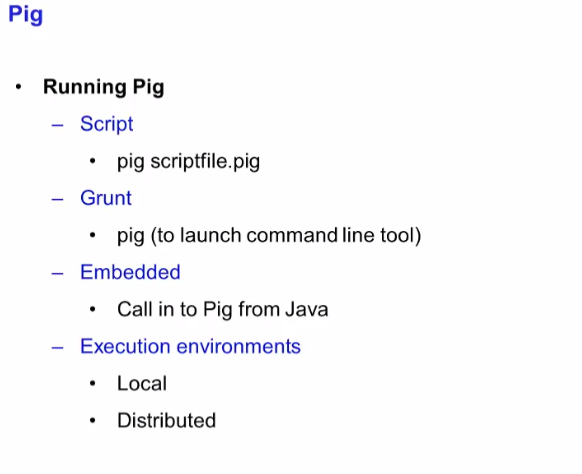 Pig
• Running Pig
– Script
• pig scriptfile.pig
– Grunt
• pig (to launch command line tool)
– Embedded
• Call in to Pig from Java
– Execution environments
• Local
• Distributed